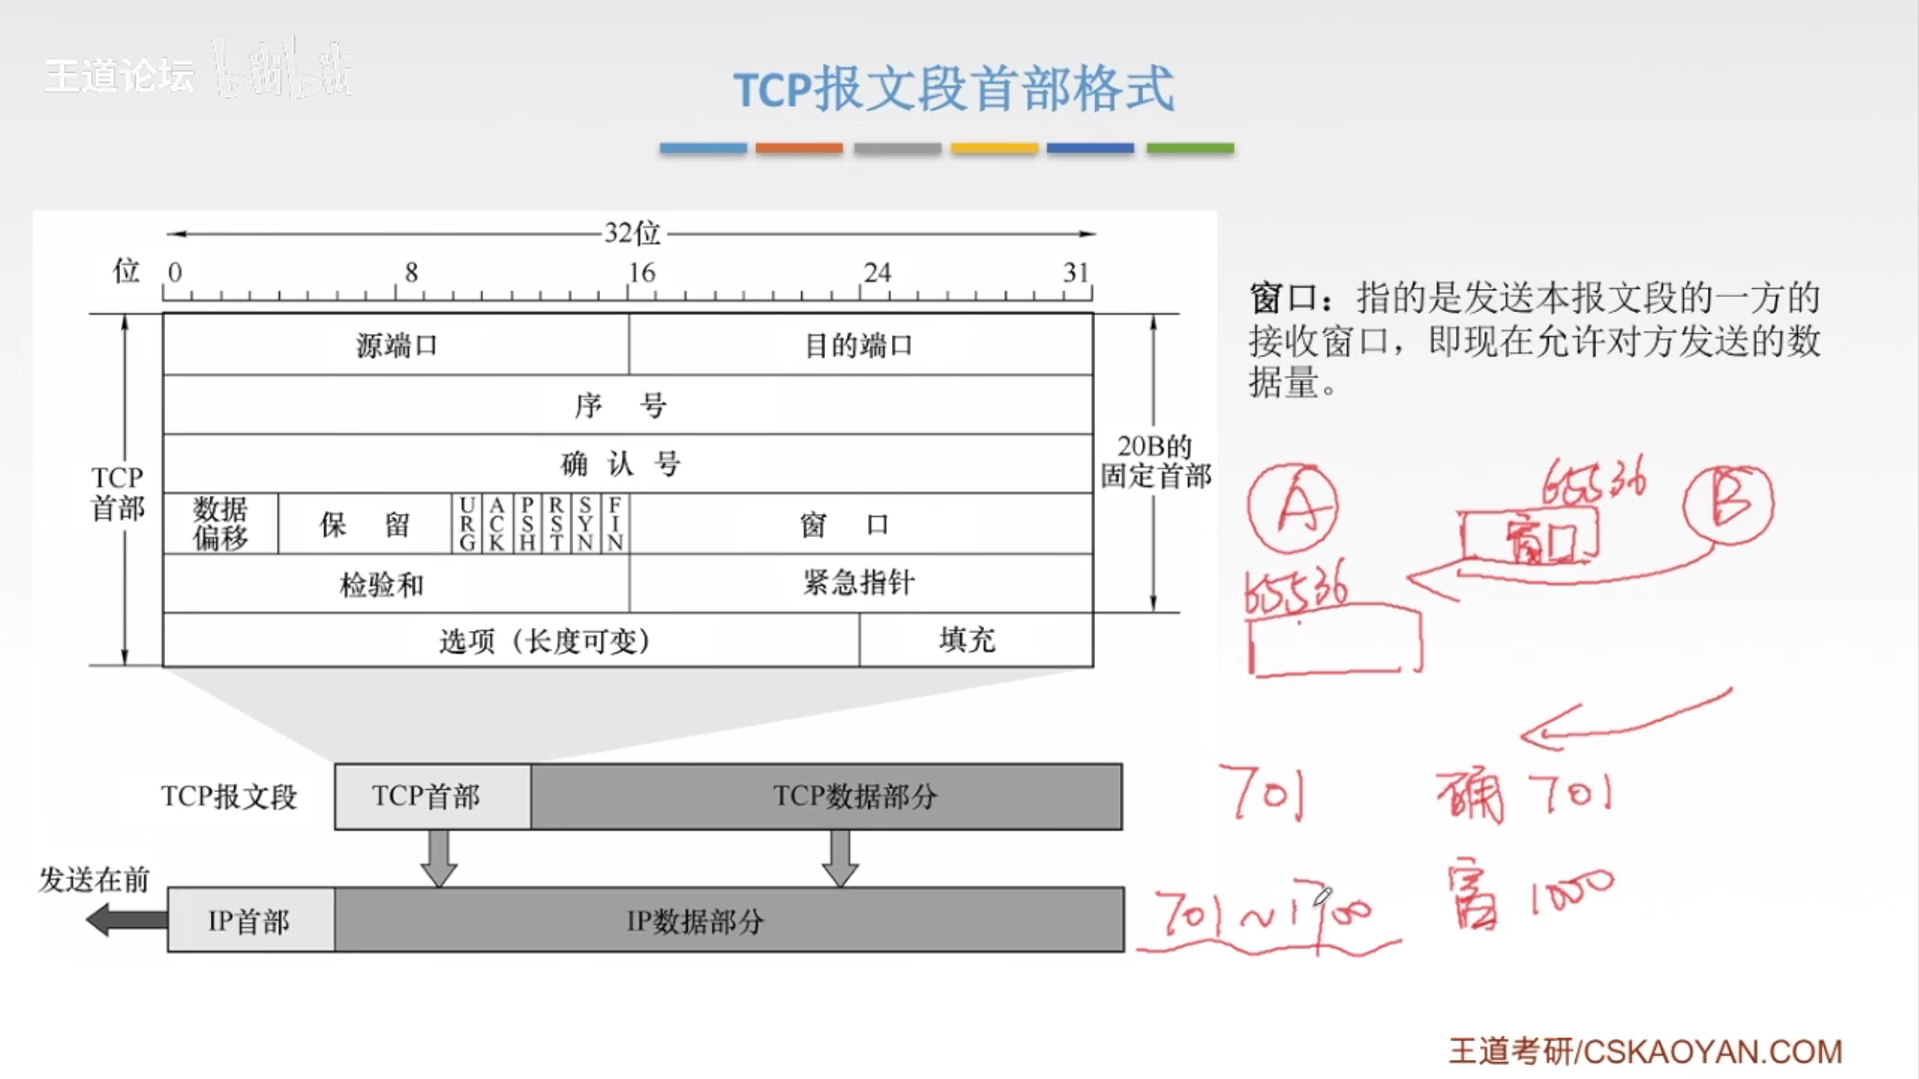 王道论坛 bilibili
TCP报文段首部格式
32位
位 0 8 16 24 31
源端口 目的端口
序 号
确 认 号
数据偏移 保 留 URG ACK PSH RST SYN FIN 窗 口
检验和 紧急指针
选项（长度可变） 填充
TCP首部
20B的固定首部
TCP报文段 TCP首部 TCP数据部分
发送在前
IP首部 IP数据部分
窗口：指的是发送本报文段的一方的
接收窗口，即现在允许对方发送的数
据量。
65536
A 窗口 B
65536
701 确 701
701~1700 窗 1000
王道考研/CSKAOYAN.COM